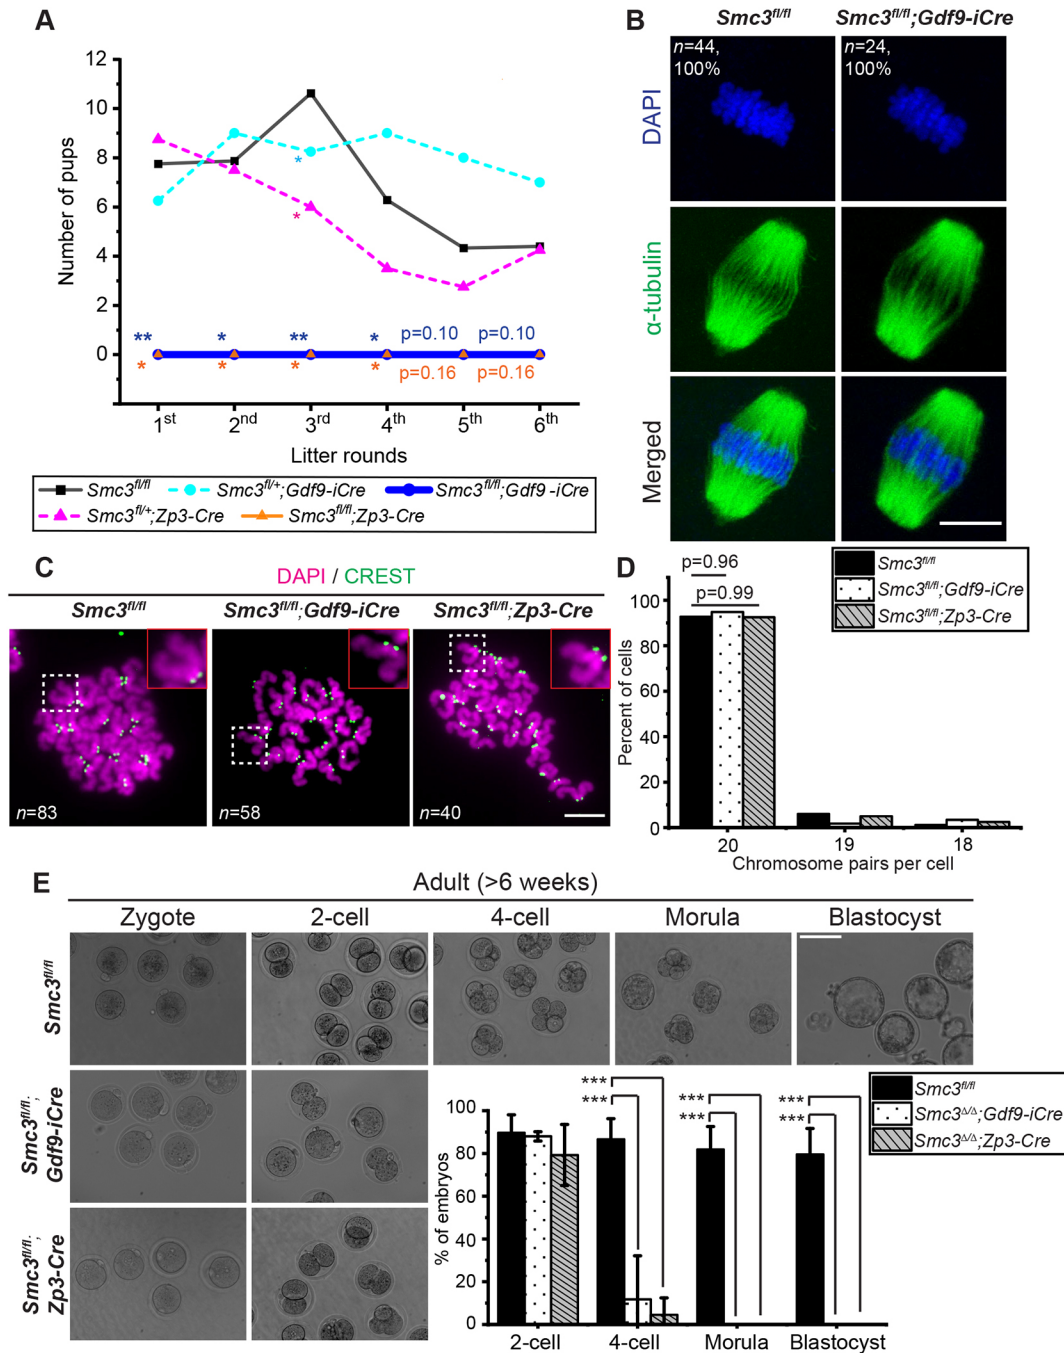 A
12
10
8
6
4
2
0
Number of pups
*
*
** * ** * p=0.10 p=0.10
* * * * p=0.16 p=0.16
1st 2nd 3rd 4th 5th 6th
Litter rounds
Smc3fl/fl Smc3fl/+;Gdf9-iCre Smc3fl/fl;Gdf9-iCre
Smc3fl/+;Zp3-Cre Smc3fl/fl;Zp3-Cre
B
Smc3fl/fl Smc3fl/fl;Gdf9-iCre
DAPI
n=44,
100%
n=24,
100%
α-tubulin
Merged
C
DAPI / CREST
Smc3fl/fl Smc3fl/fl;Gdf9-iCre Smc3fl/fl;Zp3-Cre
n=83 n=58 n=40
D
Smc3fl/fl
Smc3fl/fl;Gdf9-iCre
Smc3fl/fl;Zp3-Cre
p=0.96
p=0.99
100
80
60
40
20
0
Percent of cells
20 19 18
Chromosome pairs per cell
E
Adult (>6 weeks)
Zygote 2-cell 4-cell Morula Blastocyst
Smc3fl/fl
Smc3fl/fl;
Gdf9-iCre
Smc3fl/fl;
Zp3-Cre
Smc3fl/fl
Smc3Δ/Δ;Gdf9-iCre
Smc3Δ/Δ;Zp3-Cre
*** *** ***
*** *** ***
100
80
60
40
20
0
% of embryos
2-cell 4-cell Morula Blastocyst